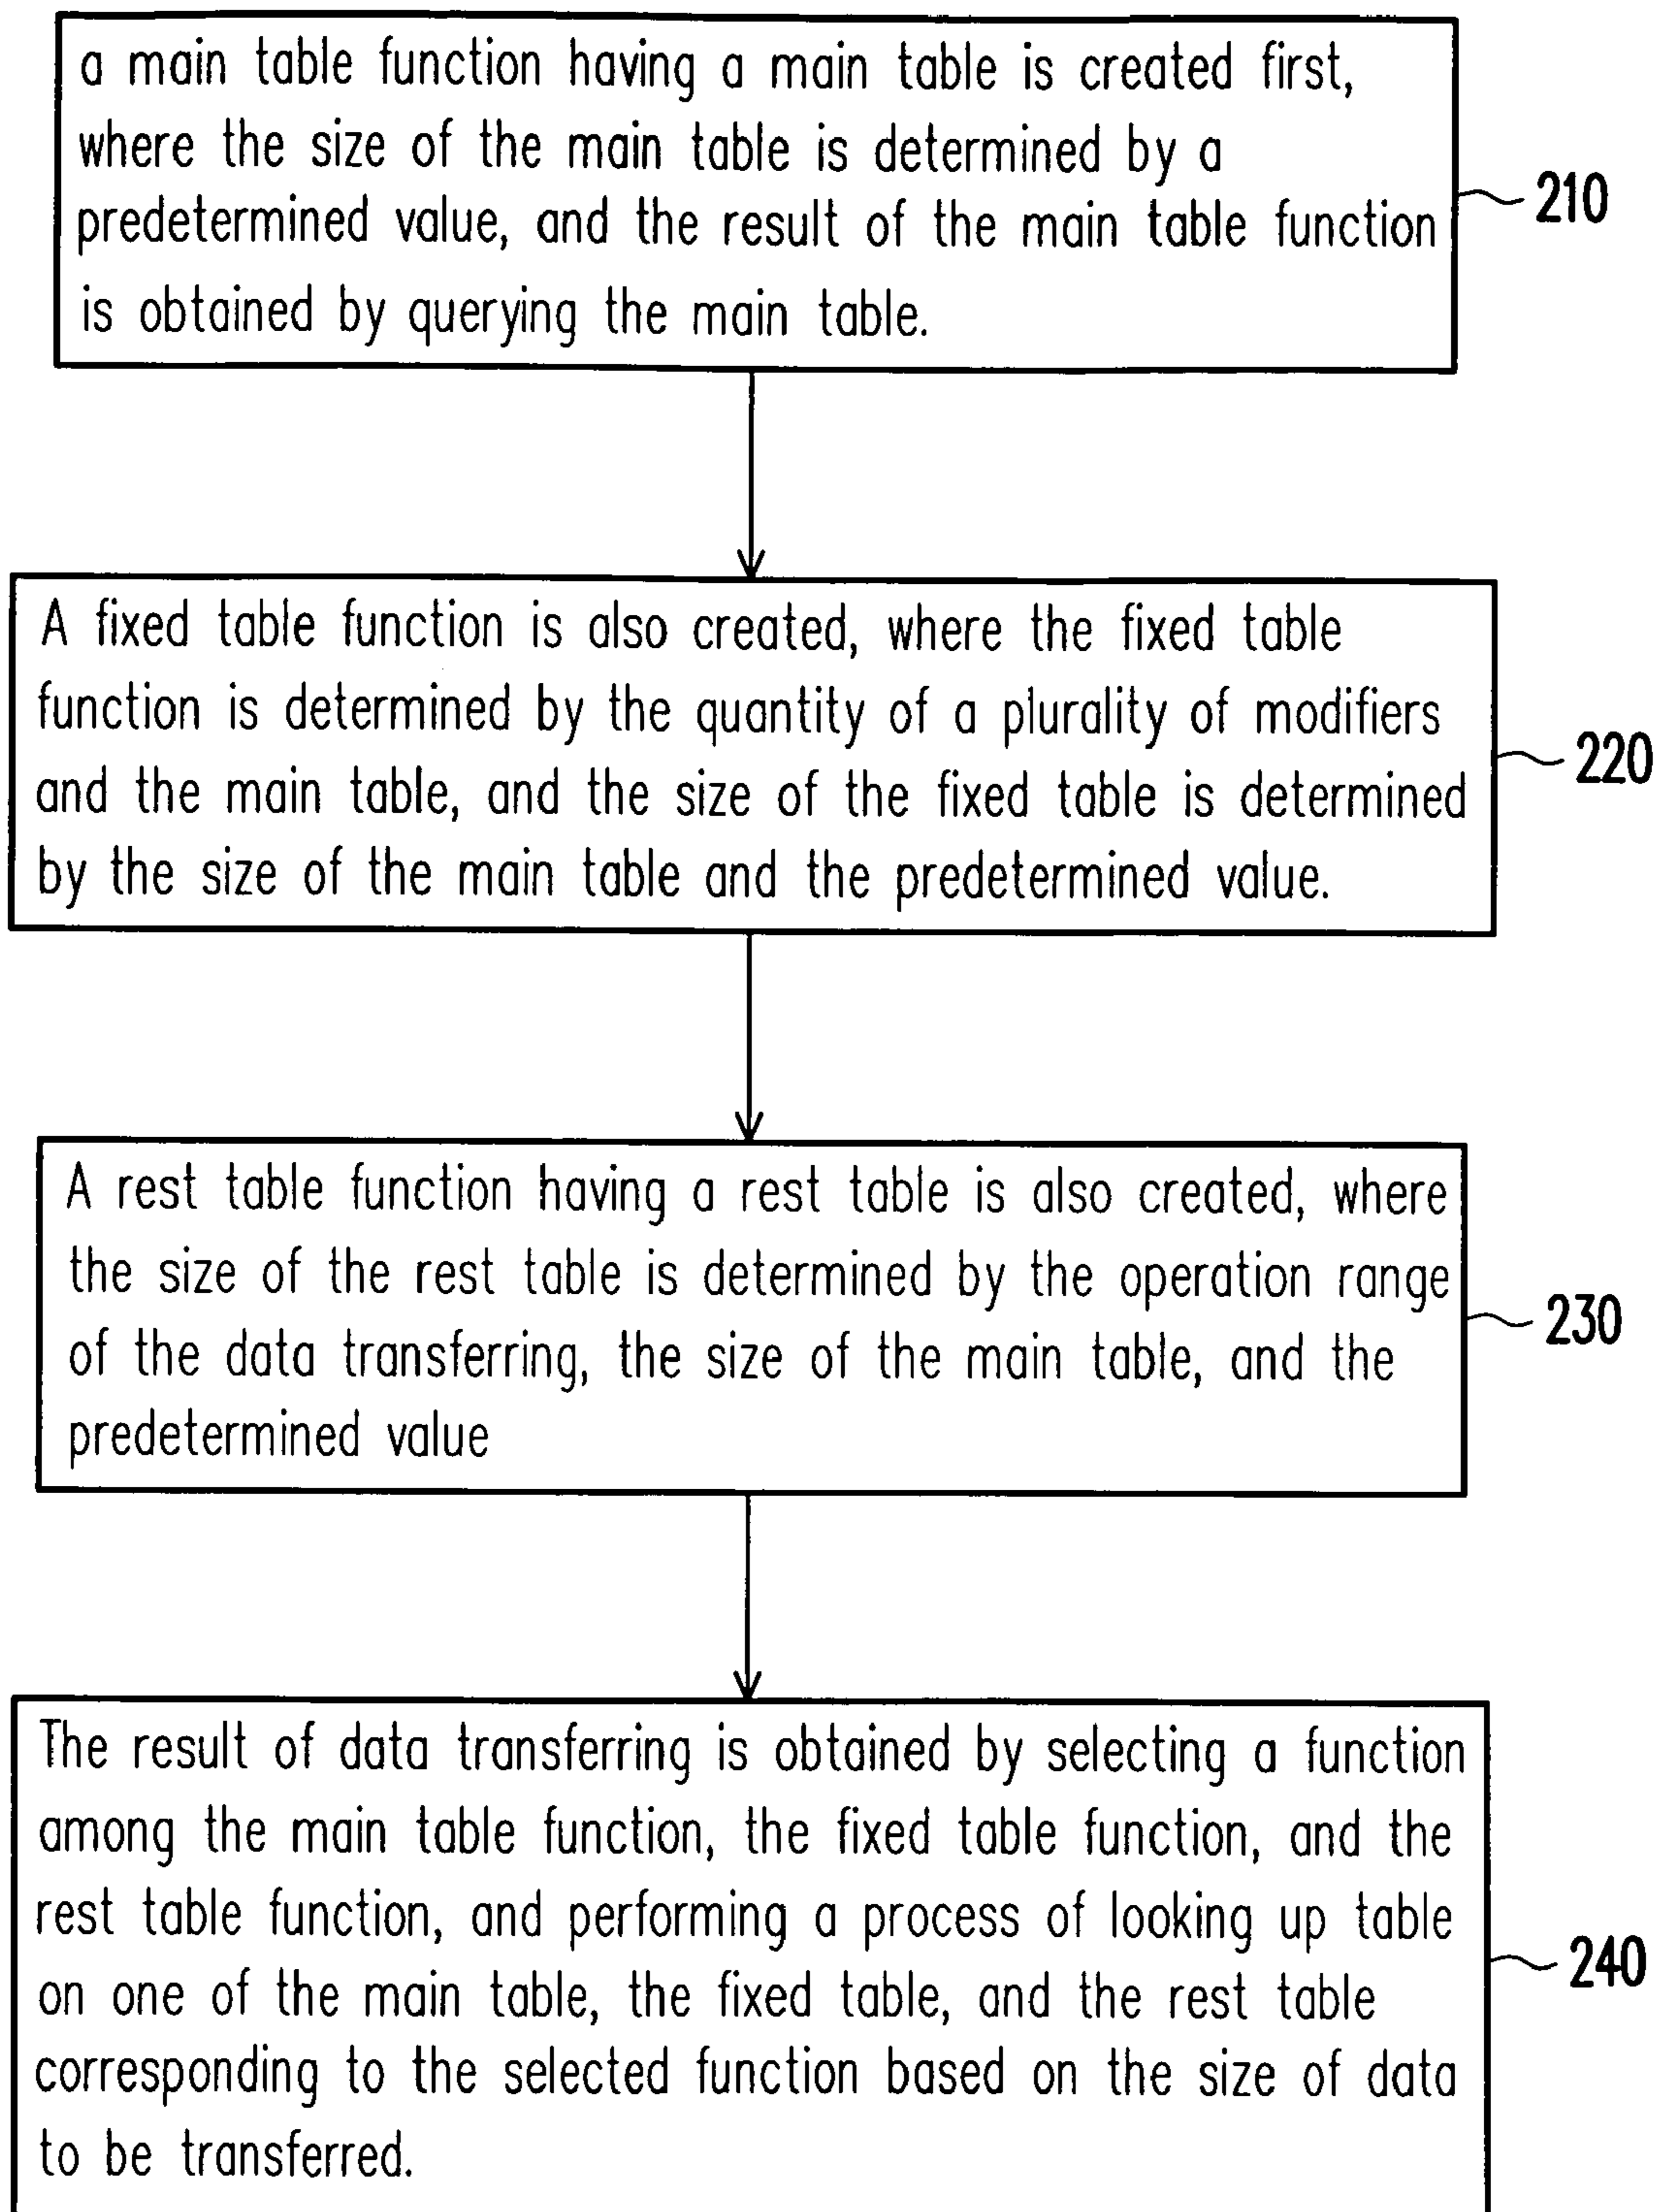 a main table function having a main table is created first,
where the size of the main table is determined by a
predetermined value, and the result of the main table function
is obtained by querying the main table.
210
A fixed table function is also created, where the fixed table
function is determined by the quantity of a plurality of modifiers
and the main table, and the size of the fixed table is determined
by the size of the main table and the predetermined value.
220
A rest table function having a rest table is also created, where
the size of the rest table is determined by the operation range
of the data transferring, the size of the main table, and the
predetermined value
230
The result of data transferring is obtained by selecting a function
among the main table function, the fixed table function, and the
rest table function, and performing a process of looking up table
on one of the main table, the fixed table, and the rest table
corresponding to the selected function based on the size of data
to be transferred.
240